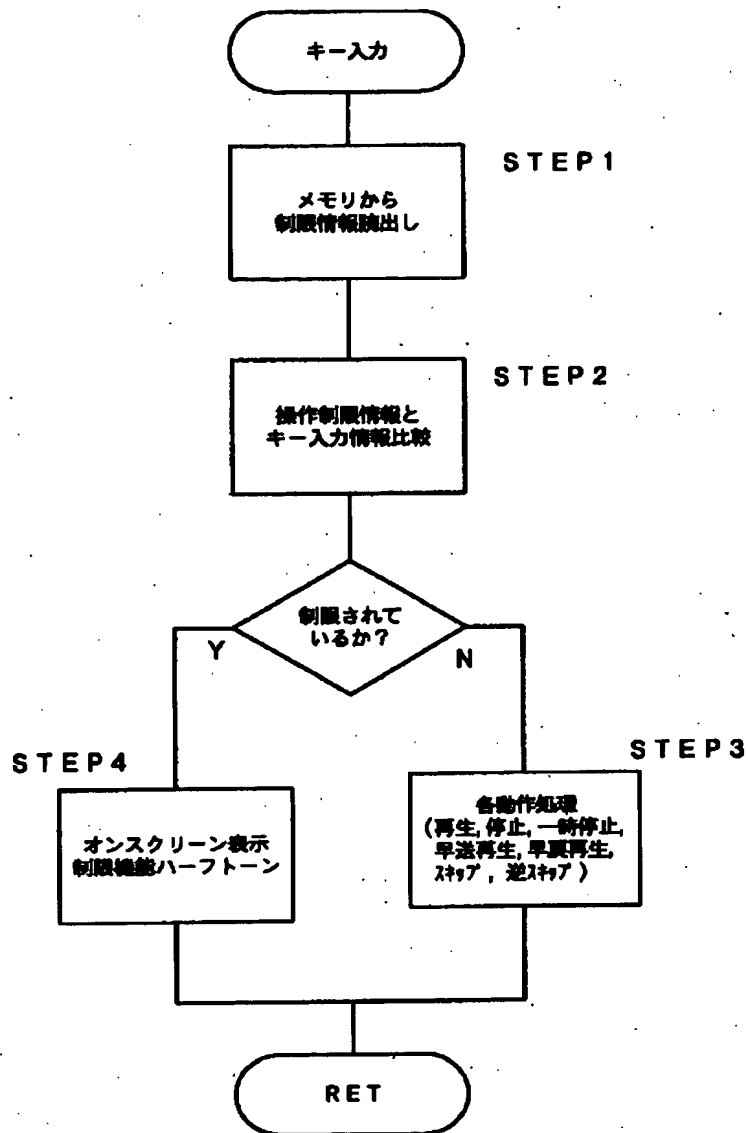 キー入力
STEP1
メモリから
制限情報読出し
STEP2
操作制限情報と
キー入力情報比較
制限されて
いるか?
Y
N
STEP4
STEP3
オンスクリーン表示
制限機能ハーフトーン
各動作処理
(再生, 停止, 一時停止,
早送再生, 早戻再生,
スキップ, 逆スキップ)
RET